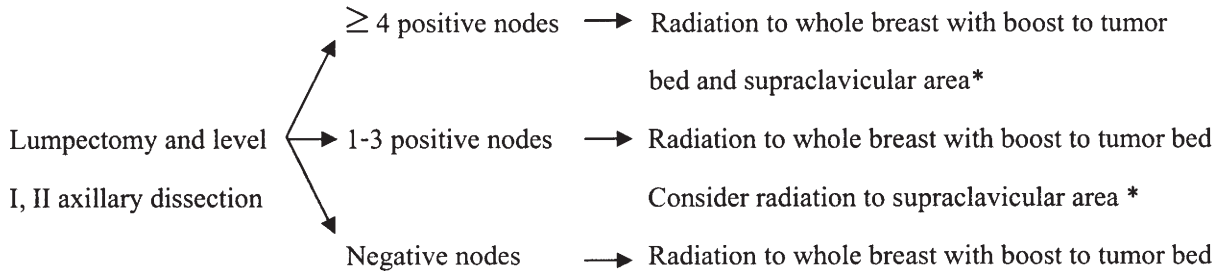 ≥ 4 positive nodes
Radiation to whole breast with boost to tumor
bed and supraclavicular area*
Lumpectomy and level
I, II axillary dissection
1-3 positive nodes
Radiation to whole breast with boost to tumor bed
Consider radiation to supraclavicular area *
Negative nodes
Radiation to whole breast with boost to tumor bed